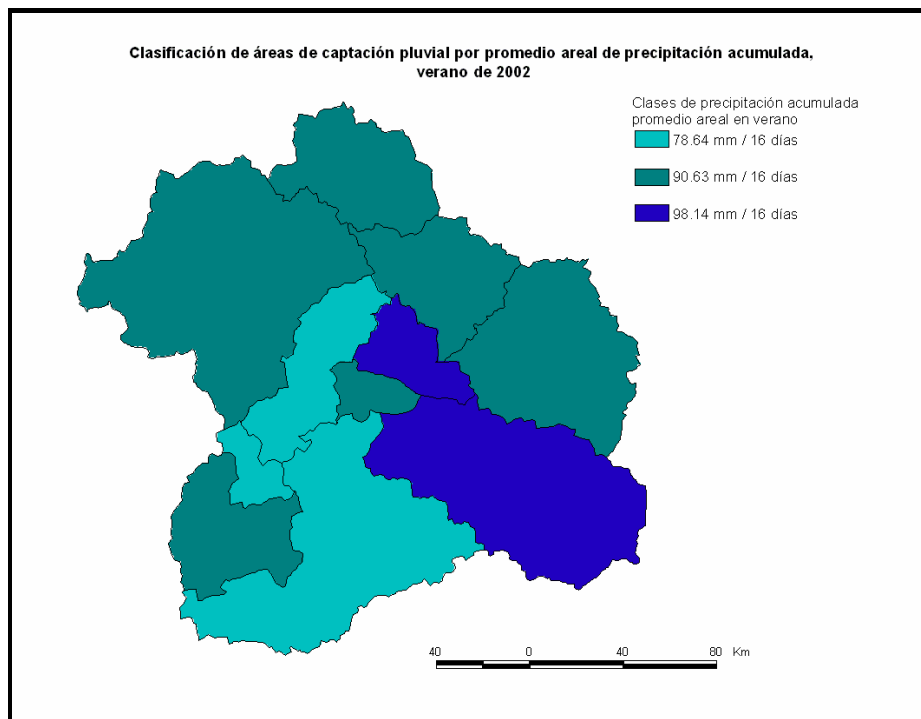 Clasificación de áreas de captación pluvial por promedio areal de precipitación acumulada,
verano de 2002
Clases de precipitación acumulada
promedio areal en verano
78.64 mm / 16 días
90.63 mm / 16 días
98.14 mm / 16 días
40 0 40 80 Km